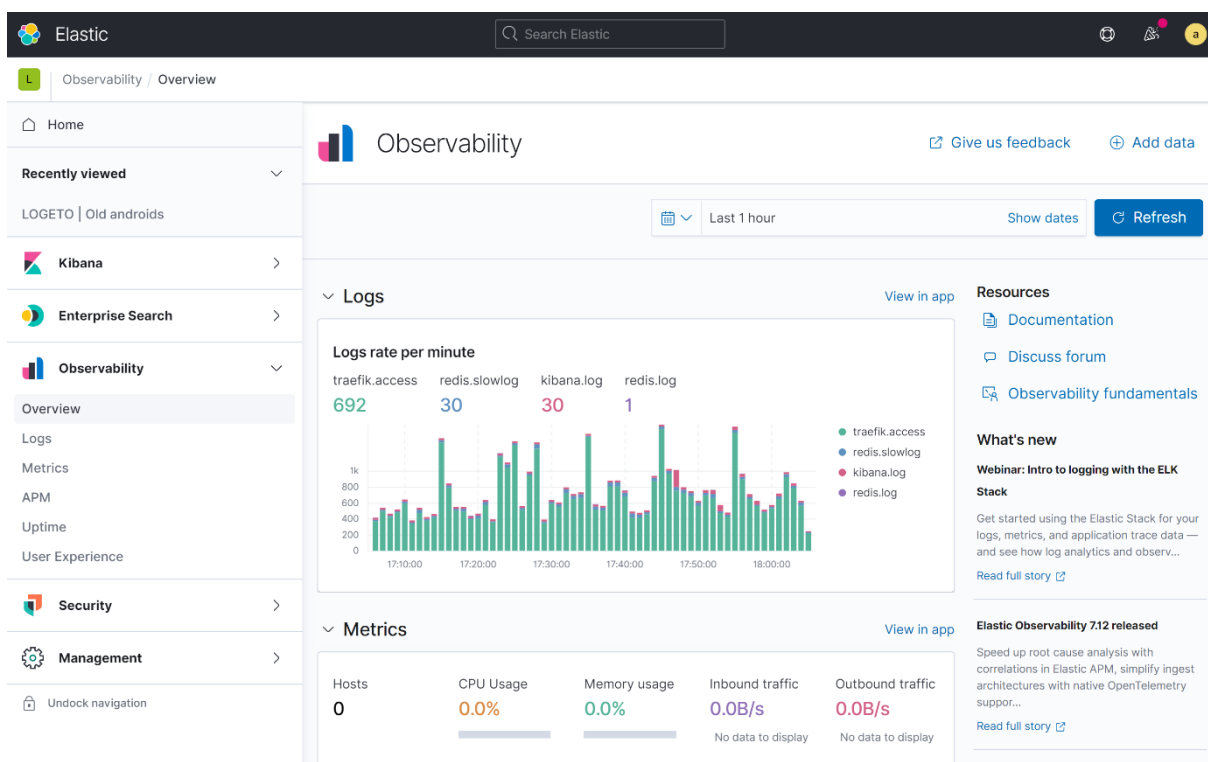 Elastic
Search Elastic
a
L
Observability / Overview
Home
Recently viewed
LOGETO | Old androids
Kibana
Enterprise Search
Observability
Overview
Logs
Metrics
APM
Uptime
User Experience
Security
Management
Undock navigation
Observability
Give us feedback
Add data
Last 1 hour
Show dates
Refresh
Logs
View in app
Logs rate per minute
traefik.access redis.slowlog kibana.log redis.log
692 30 30 1
1k
800
600
400
200
0
17:10:00 17:20:00 17:30:00 17:40:00 17:50:00 18:00:00
traefik.access
redis.slowlog
kibana.log
redis.log
Metrics
View in app
Hosts CPU Usage Memory usage Inbound traffic Outbound traffic
0 0.0% 0.0% 0.0B/s 0.0B/s
No data to display No data to display
Resources
Documentation
Discuss forum
Observability fundamentals
What's new
Webinar: Intro to logging with the ELK
Stack
Get started using the Elastic Stack for your
logs, metrics, and application trace data —
and see how log analytics and observ...
Read full story
Elastic Observability 7.12 released
Speed up root cause analysis with
correlations in Elastic APM, simplify ingest
architectures with native OpenTelemetry
suppor...
Read full story